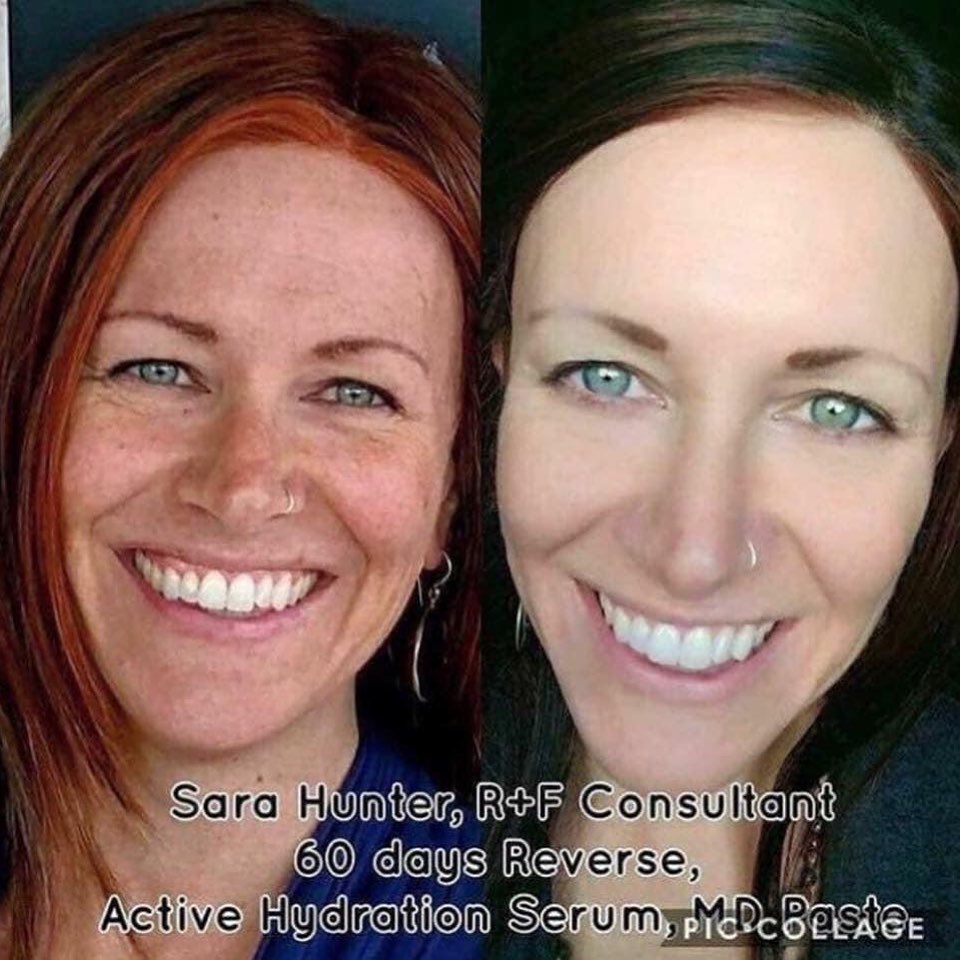 Sara Hunter, R+F Consultant
60 days Reverse,
Active Hydration Serum, MD Paste
PIC•COLLAGE